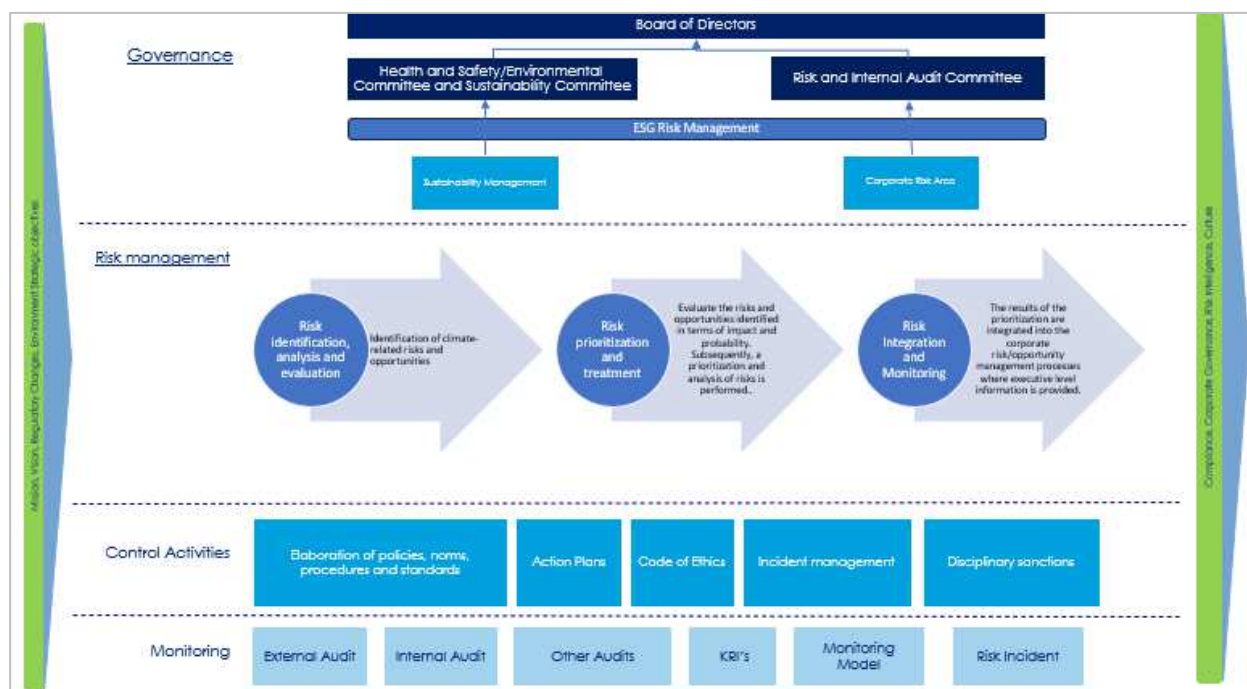 Board of Directors
Governance
Health and Safety/Environmental
Committee and Sustainability Committee
Risk and Internal Audit Committee
ESG Risk Management
Sustainability Management
Corporate Risk Area
Mission, Vision, Regulatory Changes, Environment Strategic objectives
Compliance, Corporate Governance, Risk Intelligence, Culture
Risk management
Risk
identification,
analysis and
evaluation
Identification of climate-
related risks and
opportunities
Risk
prioritization
and
treatment
Evaluate the risks and
opportunities identified
in terms of impact and
probability.
Subsequently, a
prioritization and
analysis of risks is
performed..
Risk
Integration
and
Monitoring
The results of the
prioritization are
integrated into the
corporate
risk/opportunity
management processes
where executive level
information is provided.
Control Activities
Elaboration of policies, norms,
procedures and standards
Action Plans
Code of Ethics
Incident management
Disciplinary sanctions
Monitoring
External Audit
Internal Audit
Other Audits
KRI's
Monitoring
Model
Risk Incident